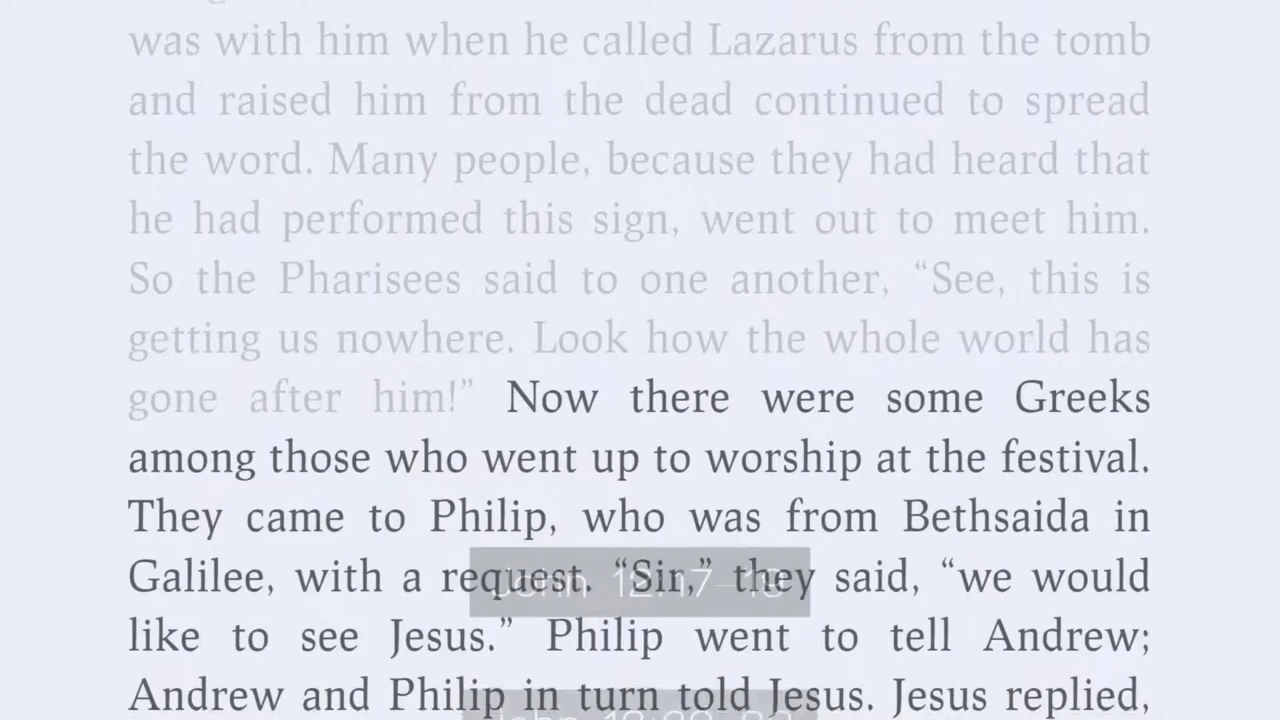 was with him when he called Lazarus from the tomb
and raised him from the dead continued to spread
the word. Many people, because they had heard that
he had performed this sign, went out to meet him.
So the Pharisees said to one another, “See, this is
getting us nowhere. Look how the whole world has
gone after him!” Now there were some Greeks
among those who went up to worship at the festival.
They came to Philip, who was from Bethsaida in
Galilee, with a request. “Sir,” they said, “we would
John 12:17–19
like to see Jesus.” Philip went to tell Andrew;
Andrew and Philip in turn told Jesus. Jesus replied,
John